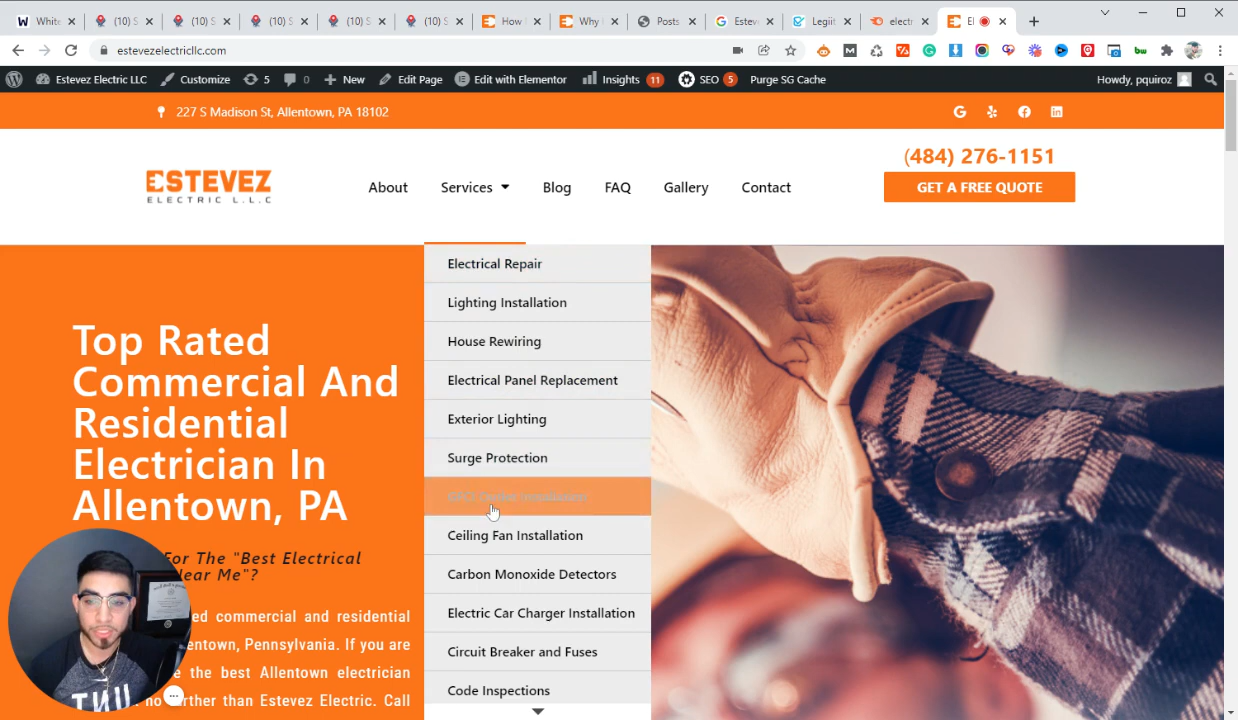 White
(10) S
(10) S
(10) S
(10) S
(10) S
How
Why
Posts
Estev
Legiit
electr
El
estevezelectricllc.com
Estevez Electric LLC
Customize
5
0
New
Edit Page
Edit with Elementor
Insights
11
SEO
5
Purge SG Cache
Howdy, pquiroz
227 S Madison St, Allentown, PA 18102
(484) 276-1151
ESTEVEZ
ELECTRIC L.L.C
About
Services
Blog
FAQ
Gallery
Contact
GET A FREE QUOTE
Electrical Repair
Lighting Installation
House Rewiring
Electrical Panel Replacement
Exterior Lighting
Surge Protection
Ceiling Fan Installation
Carbon Monoxide Detectors
Electric Car Charger Installation
Circuit Breaker and Fuses
Code Inspections
Top Rated
Commercial And
Residential
Electrician In
Allentown, PA
For The "Best Electrical
Near Me"?
commercial and residential
Pennsylvania. If you are
the best Allentown electrician
no further than Estevez Electric. Call